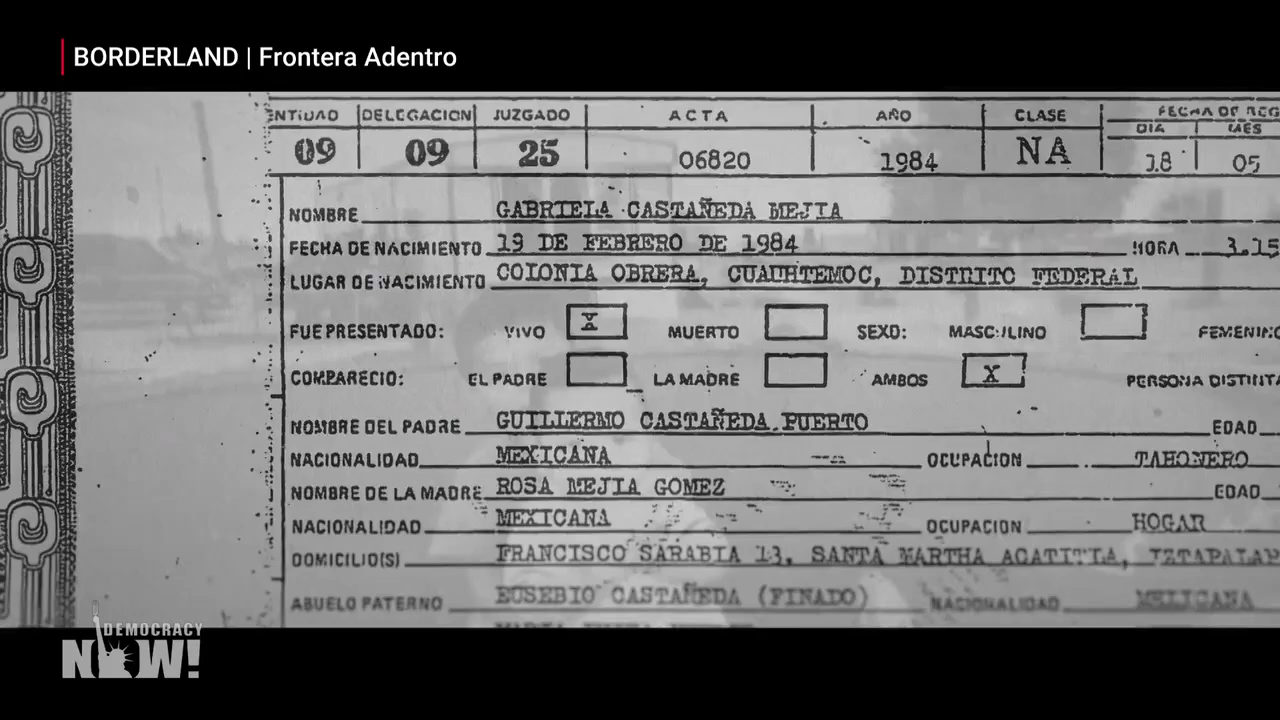 BORDERLAND | Frontera Adentro
NTIDAD DELEGACION JUZGADO ACTA AÑO CLASE FECHA DE REG
DIA MES
09 09 25 06820 1984 NA 18 05
NOMBRE GABRIELA CASTAÑEDA MEJIA
FECHA DE NACIMIENTO 19 DE FEBRERO DE 1984 HORA 3.15
LUGAR DE NACIMIENTO COLONIA OBRERA, CUAUHTEMOC, DISTRITO FEDERAL
FUE PRESENTADO: VIVO X MUERTO SEXO: MASCULINO FEMENINO
COMPARECIO: EL PADRE LA MADRE AMBOS X PERSONA DISTINTA
NOMBRE DEL PADRE GUILLERMO CASTAÑEDA PUERTO EDAD
NACIONALIDAD MEXICANA OCUPACION TAHONERO
NOMBRE DE LA MADRE ROSA MEJIA GOMEZ EDAD
NACIONALIDAD MEXICANA OCUPACION HOGAR
DOMICILIO(S) FRANCISCO SARABIA 13, SANTA MARTHA ACATITLA, IZTAPALAP
ABUELO PATERNO EUSEBIO CASTAÑEDA (FINADO) NACIONALIDAD MEXICANA
DEMOCRACY
NOW!